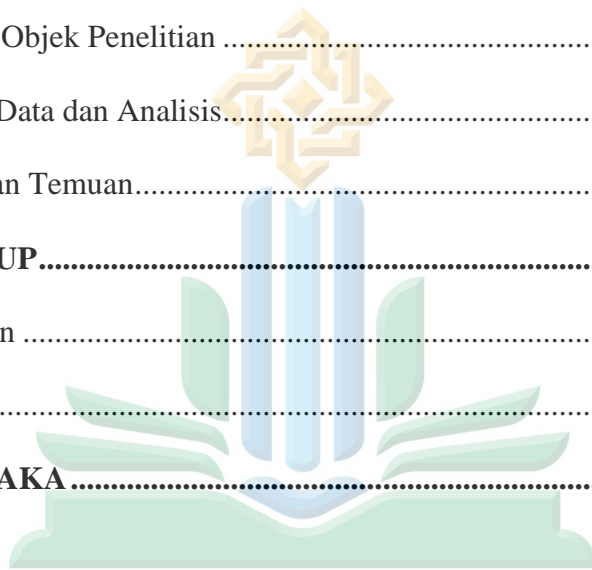 Objek Penelitian ..........................................
Data dan Analisis..........................................
an Temuan..................................................
UP.........................................................
n ..........................................................
.............................................................
AKA .......................................................